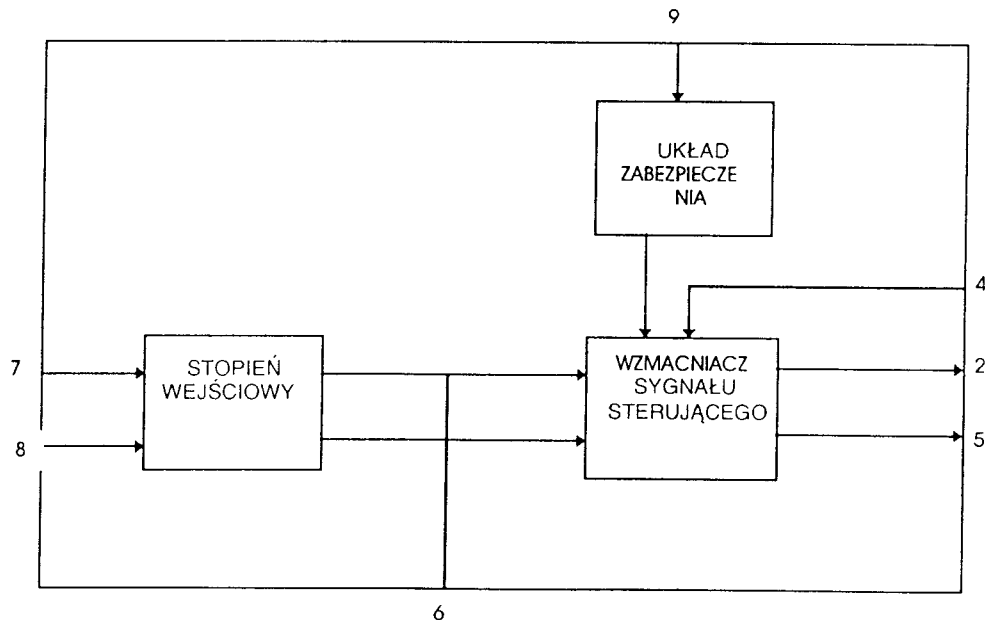 9
UKŁAD
ZABEZPIECZE
NIA
4
7
STOPIEŃ
WEJŚCIOWY
WZMACNIACZ
SYGNAŁU
STERUJĄCEGO
2
8
5
6